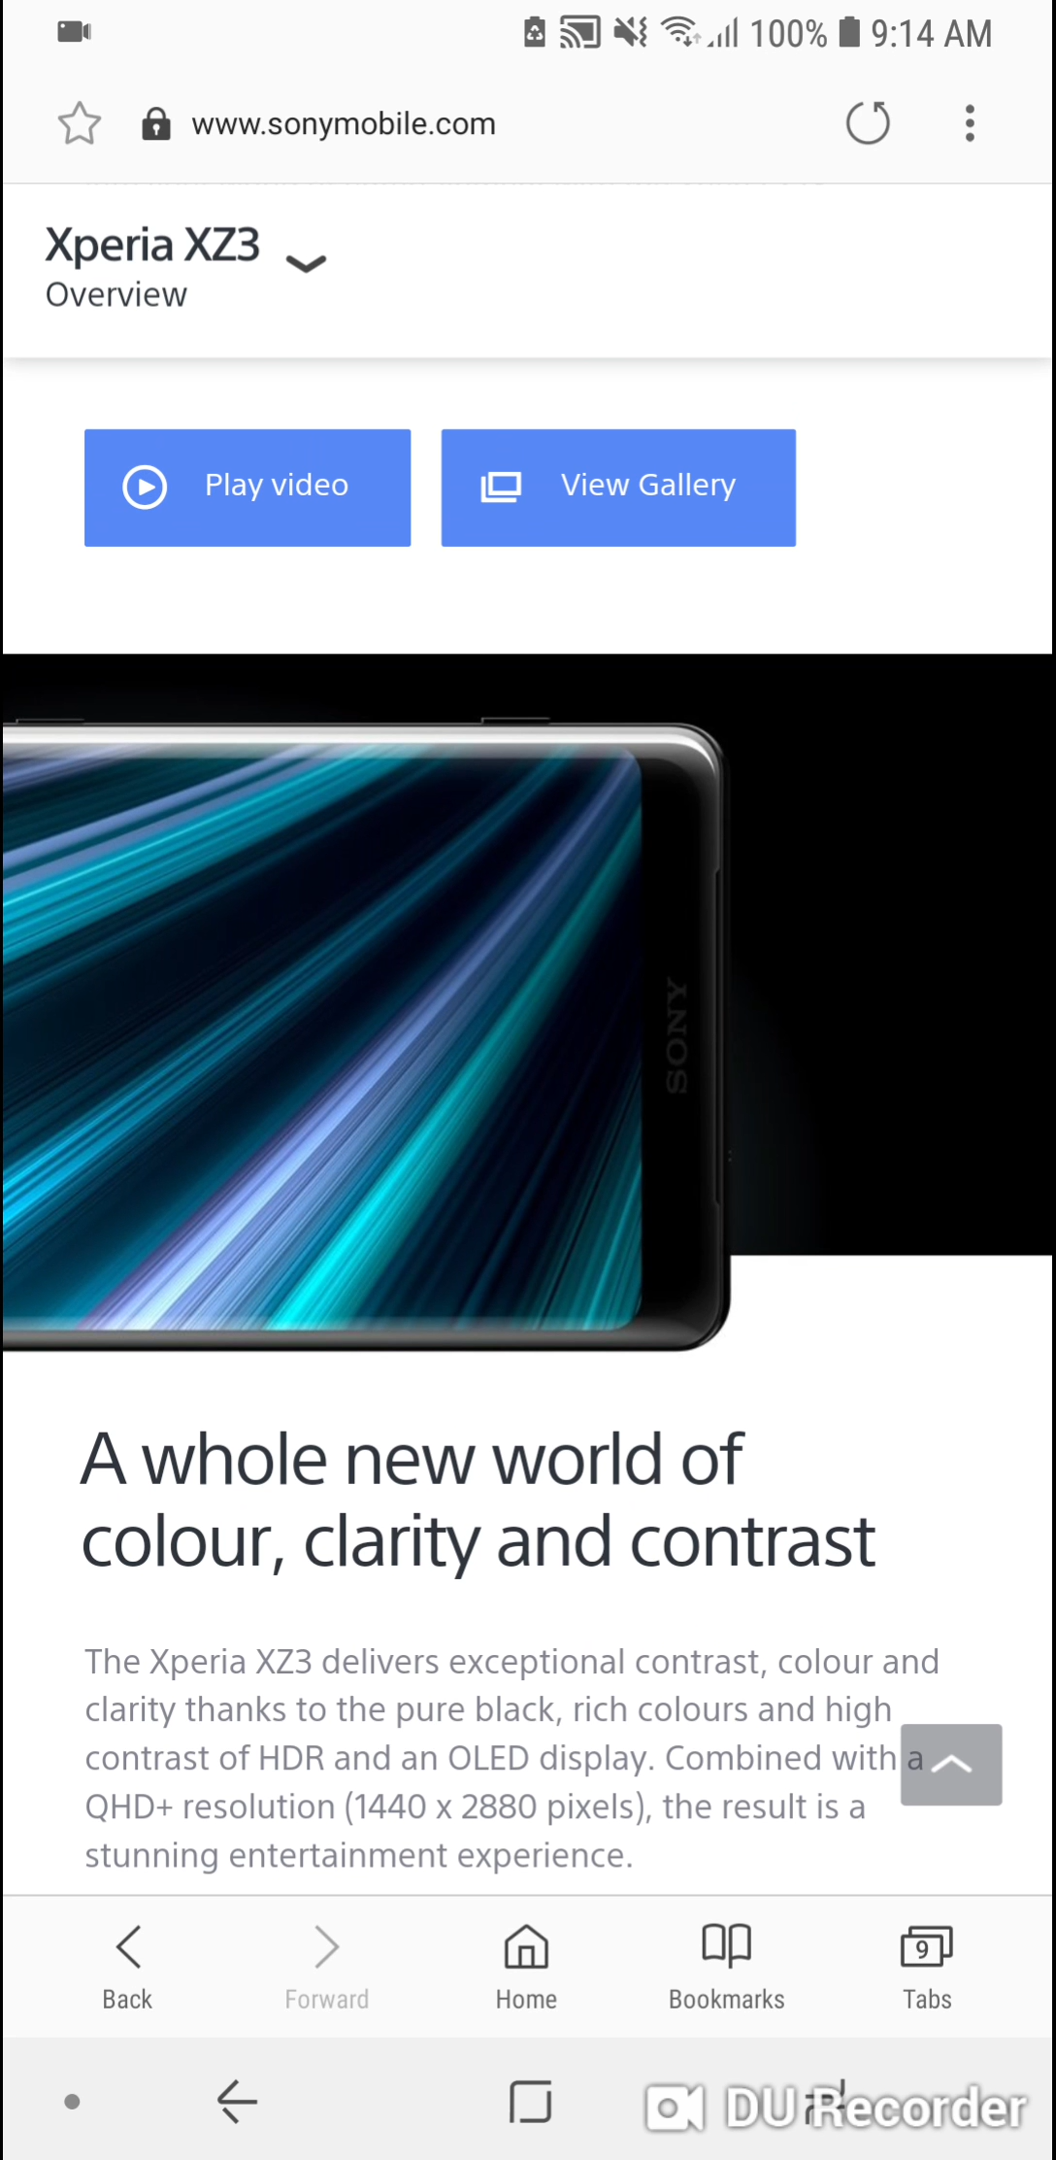 100% 9:14 AM
www.sonymobile.com
Xperia XZ3
Overview
Play video
View Gallery
SONY
A whole new world of
colour, clarity and contrast
The Xperia XZ3 delivers exceptional contrast, colour and
clarity thanks to the pure black, rich colours and high
contrast of HDR and an OLED display. Combined with a
QHD+ resolution (1440 x 2880 pixels), the result is a
stunning entertainment experience.
9
Back Forward Home Bookmarks Tabs
DU Recorder